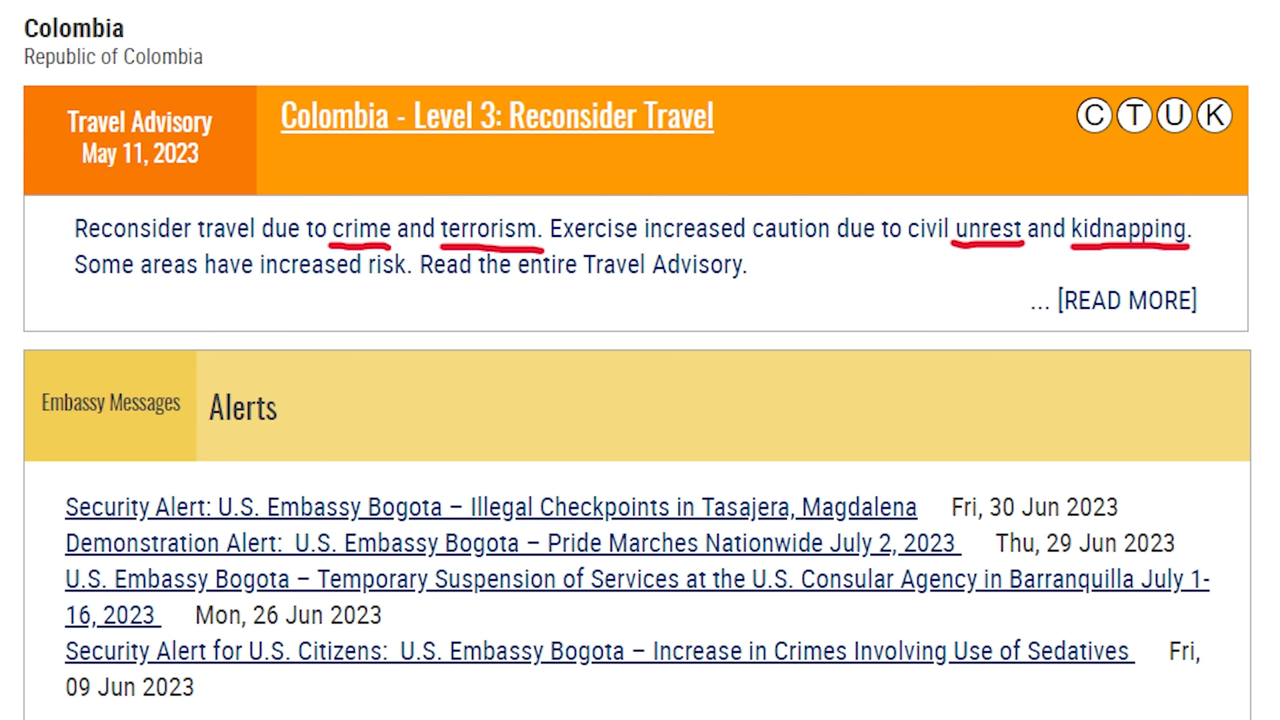 Colombia
Republic of Colombia
Travel Advisory
May 11, 2023
Colombia - Level 3: Reconsider Travel
C T U K
Reconsider travel due to crime and terrorism. Exercise increased caution due to civil unrest and kidnapping.
Some areas have increased risk. Read the entire Travel Advisory.
... [READ MORE]
Embassy Messages
Alerts
Security Alert: U.S. Embassy Bogota – Illegal Checkpoints in Tasajera, Magdalena Fri, 30 Jun 2023
Demonstration Alert: U.S. Embassy Bogota – Pride Marches Nationwide July 2, 2023 Thu, 29 Jun 2023
U.S. Embassy Bogota – Temporary Suspension of Services at the U.S. Consular Agency in Barranquilla July 1-
16, 2023 Mon, 26 Jun 2023
Security Alert for U.S. Citizens: U.S. Embassy Bogota – Increase in Crimes Involving Use of Sedatives Fri,
09 Jun 2023